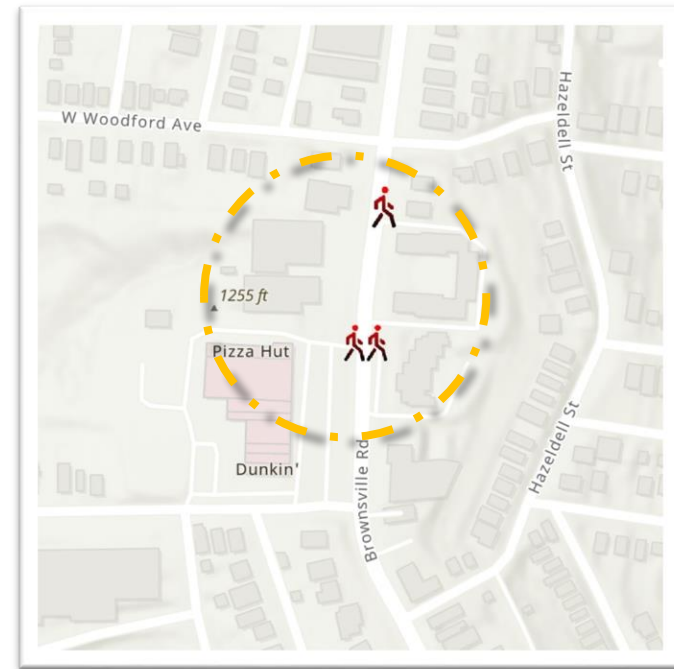 W Woodford Ave
Hazeldell St
1255 ft
Pizza Hut
Dunkin'
Brownsville Rd
Hazeldell St